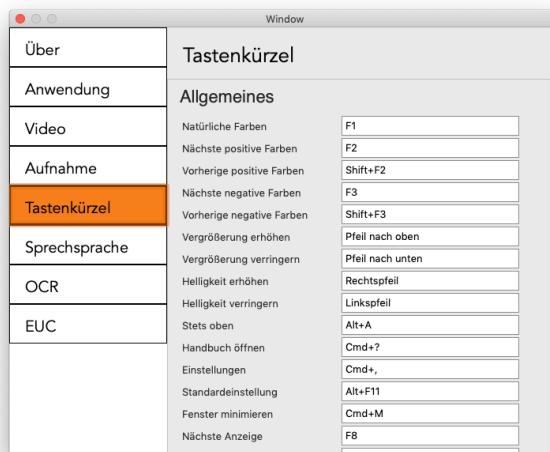 Window
Über
Anwendung
Video
Aufnahme
Tastenkürzel
Sprechsprache
OCR
EUC
Tastenkürzel
Allgemeines
Natürliche Farben F1
Nächste positive Farben F2
Vorherige positive Farben Shift+F2
Nächste negative Farben F3
Vorherige negative Farben Shift+F3
Vergrößerung erhöhen Pfeil nach oben
Vergrößerung verringern Pfeil nach unten
Helligkeit erhöhen Rechtspfeil
Helligkeit verringern Linkspfeil
Stets oben Alt+A
Handbuch öffnen Cmd+?
Einstellungen Cmd+,
Standardeinstellung Alt+F11
Fenster minimieren Cmd+M
Nächste Anzeige F8